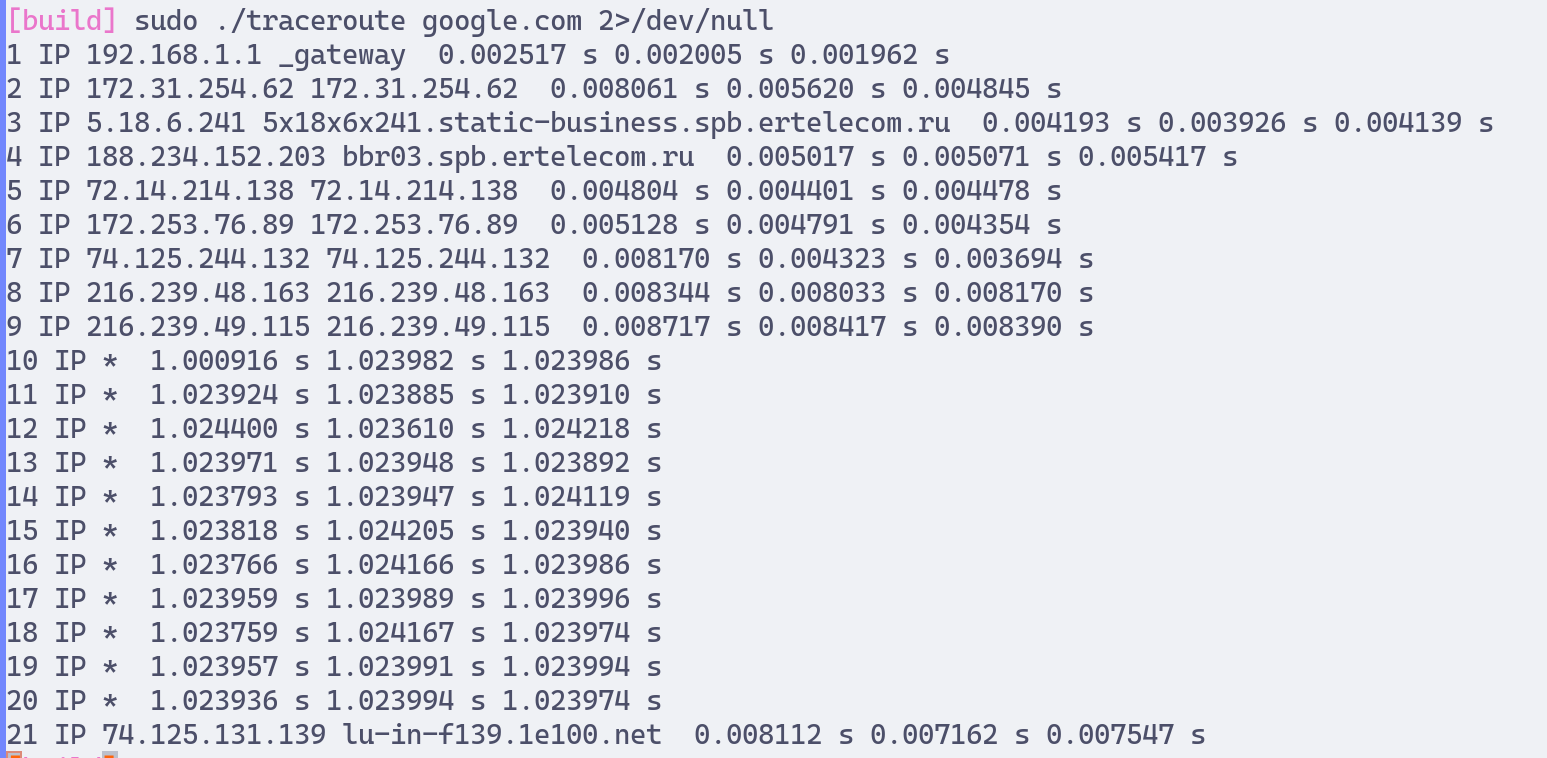 [build] sudo ./traceroute google.com 2>/dev/null
1 IP 192.168.1.1 _gateway  0.002517 s 0.002005 s 0.001962 s
2 IP 172.31.254.62 172.31.254.62  0.008061 s 0.005620 s 0.004845 s
3 IP 5.18.6.241 5x18x6x241.static-business.spb.ertelecom.ru  0.004193 s 0.003926 s 0.004139 s
4 IP 188.234.152.203 bbr03.spb.ertelecom.ru  0.005017 s 0.005071 s 0.005417 s
5 IP 72.14.214.138 72.14.214.138  0.004804 s 0.004401 s 0.004478 s
6 IP 172.253.76.89 172.253.76.89  0.005128 s 0.004791 s 0.004354 s
7 IP 74.125.244.132 74.125.244.132  0.008170 s 0.004323 s 0.003694 s
8 IP 216.239.48.163 216.239.48.163  0.008344 s 0.008033 s 0.008170 s
9 IP 216.239.49.115 216.239.49.115  0.008717 s 0.008417 s 0.008390 s
10 IP *  1.000916 s 1.023982 s 1.023986 s
11 IP *  1.023924 s 1.023885 s 1.023910 s
12 IP *  1.024400 s 1.023610 s 1.024218 s
13 IP *  1.023971 s 1.023948 s 1.023892 s
14 IP *  1.023793 s 1.023947 s 1.024119 s
15 IP *  1.023818 s 1.024205 s 1.023940 s
16 IP *  1.023766 s 1.024166 s 1.023986 s
17 IP *  1.023959 s 1.023989 s 1.023996 s
18 IP *  1.023759 s 1.024167 s 1.023974 s
19 IP *  1.023957 s 1.023991 s 1.023994 s
20 IP *  1.023936 s 1.023994 s 1.023974 s
21 IP 74.125.131.139 lu-in-f139.1e100.net  0.008112 s 0.007162 s 0.007547 s